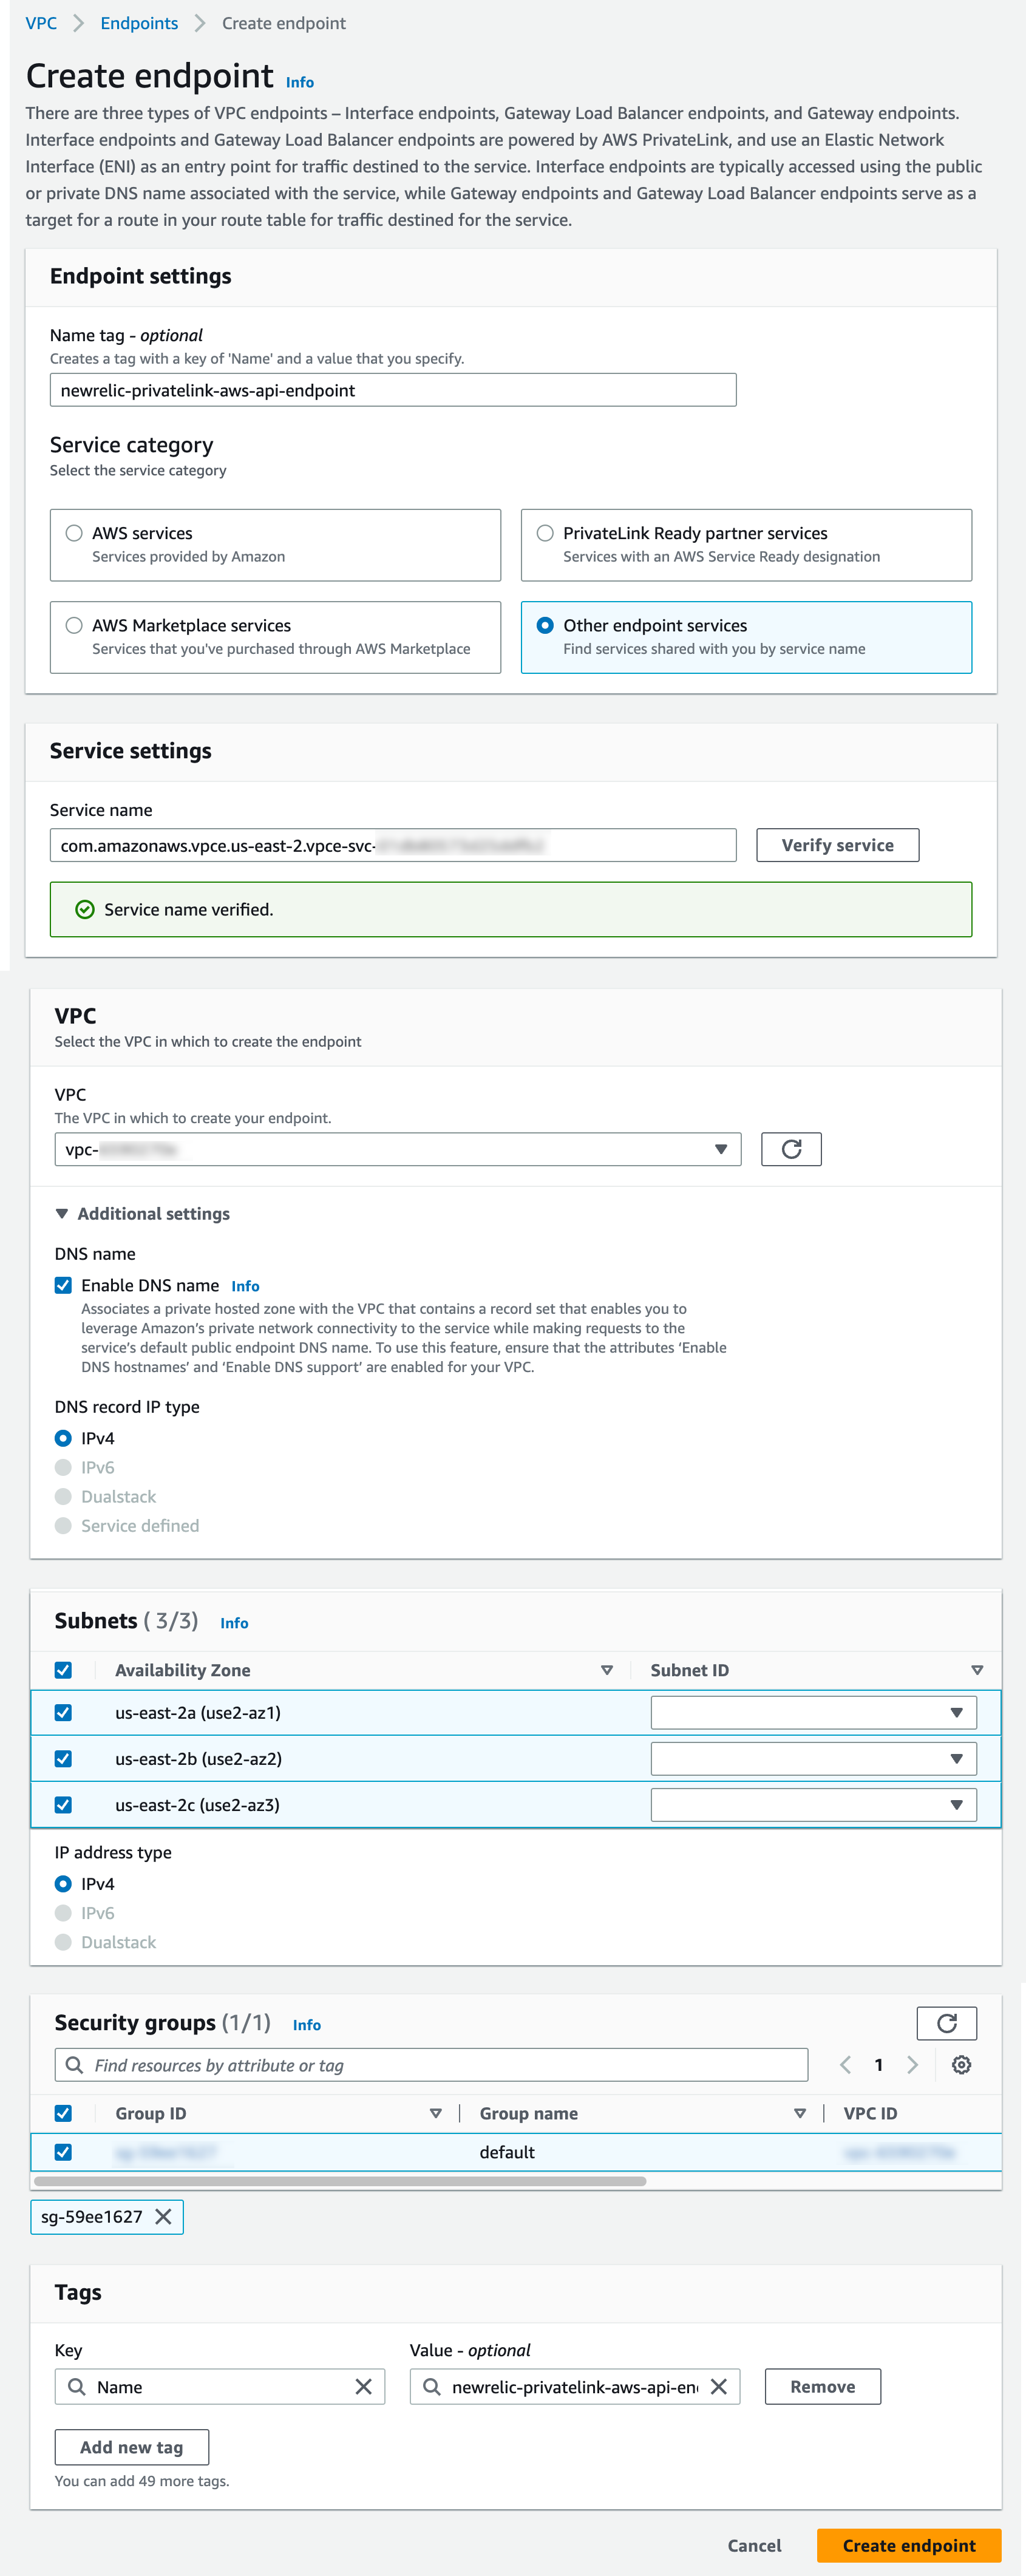 VPC > Endpoints > Create endpoint
Create endpoint Info
There are three types of VPC endpoints – Interface endpoints, Gateway Load Balancer endpoints, and Gateway endpoints.
Interface endpoints and Gateway Load Balancer endpoints are powered by AWS PrivateLink, and use an Elastic Network
Interface (ENI) as an entry point for traffic destined to the service. Interface endpoints are typically accessed using the public
or private DNS name associated with the service, while Gateway endpoints and Gateway Load Balancer endpoints serve as a
target for a route in your route table for traffic destined for the service.
Endpoint settings
Name tag - optional
Creates a tag with a key of 'Name' and a value that you specify.
newrelic-privatelink-aws-api-endpoint
Service category
Select the service category
AWS services
Services provided by Amazon
PrivateLink Ready partner services
Services with an AWS Service Ready designation
AWS Marketplace services
Services that you've purchased through AWS Marketplace
Other endpoint services
Find services shared with you by service name
Service settings
Service name
com.amazonaws.vpce.us-east-2.vpce-svc- Verify service
Service name verified.
VPC
Select the VPC in which to create the endpoint
VPC
The VPC in which to create your endpoint.
vpc-
Additional settings
DNS name
Enable DNS name Info
Associates a private hosted zone with the VPC that contains a record set that enables you to
leverage Amazon's private network connectivity to the service while making requests to the
service's default public endpoint DNS name. To use this feature, ensure that the attributes ‘Enable
DNS hostnames’ and ‘Enable DNS support’ are enabled for your VPC.
DNS record IP type
IPv4
IPv6
Dualstack
Service defined
Subnets ( 3/3) Info
Availability Zone Subnet ID
us-east-2a (use2-az1)
us-east-2b (use2-az2)
us-east-2c (use2-az3)
IP address type
IPv4
IPv6
Dualstack
Security groups (1/1) Info
Find resources by attribute or tag 1
Group ID Group name VPC ID
default
sg-59ee1627
Tags
Key Value - optional
Name newrelic-privatelink-aws-api-en Remove
Add new tag
You can add 49 more tags.
Cancel Create endpoint